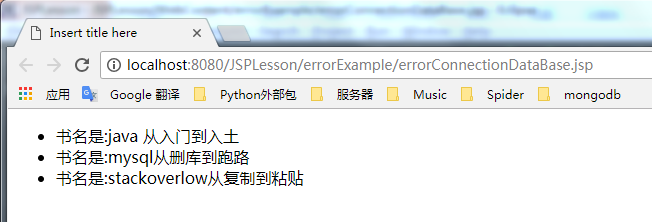 Insert title here
localhost:8080/JSPLesson/errorExample/errorConnectionDataBase.jsp
应用 Google 翻译 Python外部包 服务器 Music Spider mongodb
书名是:java 从入门到入土
书名是:mysql从删库到跑路
书名是:stackoverlow从复制到粘贴